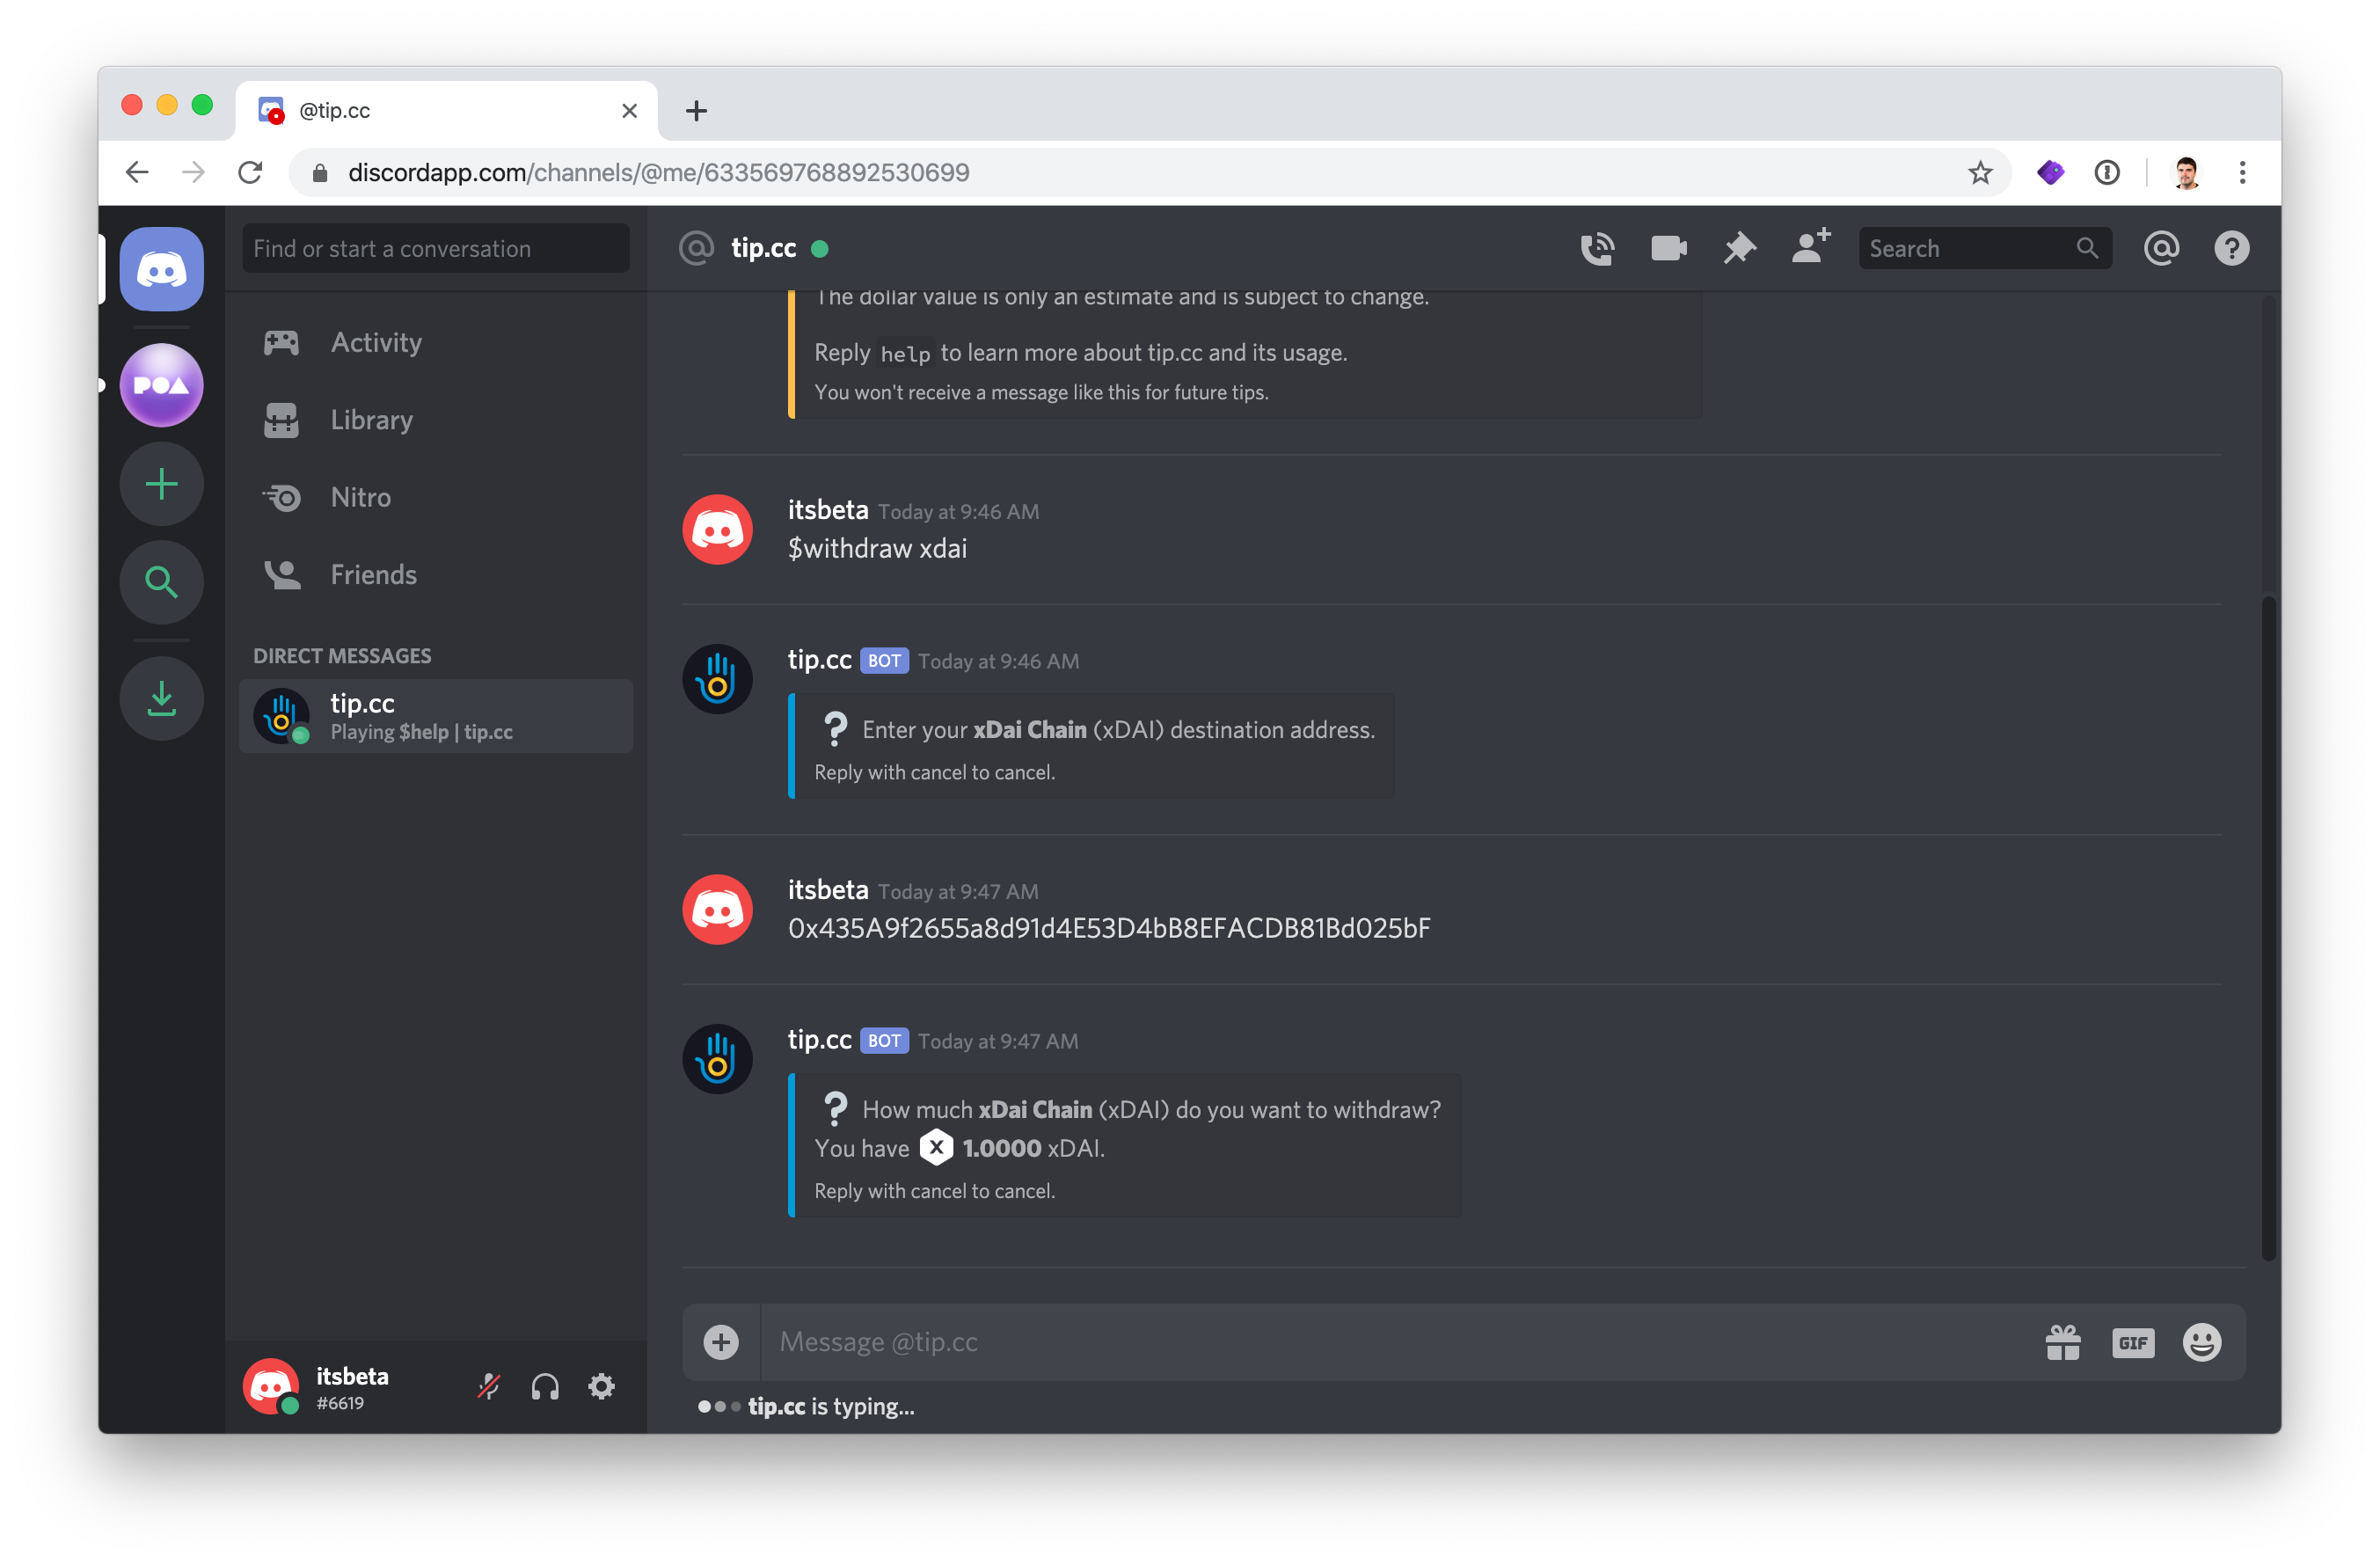 @tip.cc
discordapp.com/channels/@me/633569768892530699
Find or start a conversation
tip.cc
Search
POA
Activity
Library
Nitro
Friends
DIRECT MESSAGES
tip.cc
Playing $help | tip.cc
The dollar value is only an estimate and is subject to change.
Reply help to learn more about tip.cc and its usage.
You won't receive a message like this for future tips.
itsbeta Today at 9:46 AM
$withdraw xdai
tip.cc BOT Today at 9:46 AM
? Enter your xDai Chain (xDAI) destination address.
Reply with cancel to cancel.
itsbeta Today at 9:47 AM
0x435A9f2655a8d91d4E53D4bB8EFACDB81Bd025bF
tip.cc BOT Today at 9:47 AM
? How much xDai Chain (xDAI) do you want to withdraw?
You have X 1.0000 xDAI.
Reply with cancel to cancel.
Message @tip.cc
GIF
tip.cc is typing...
itsbeta
#6619